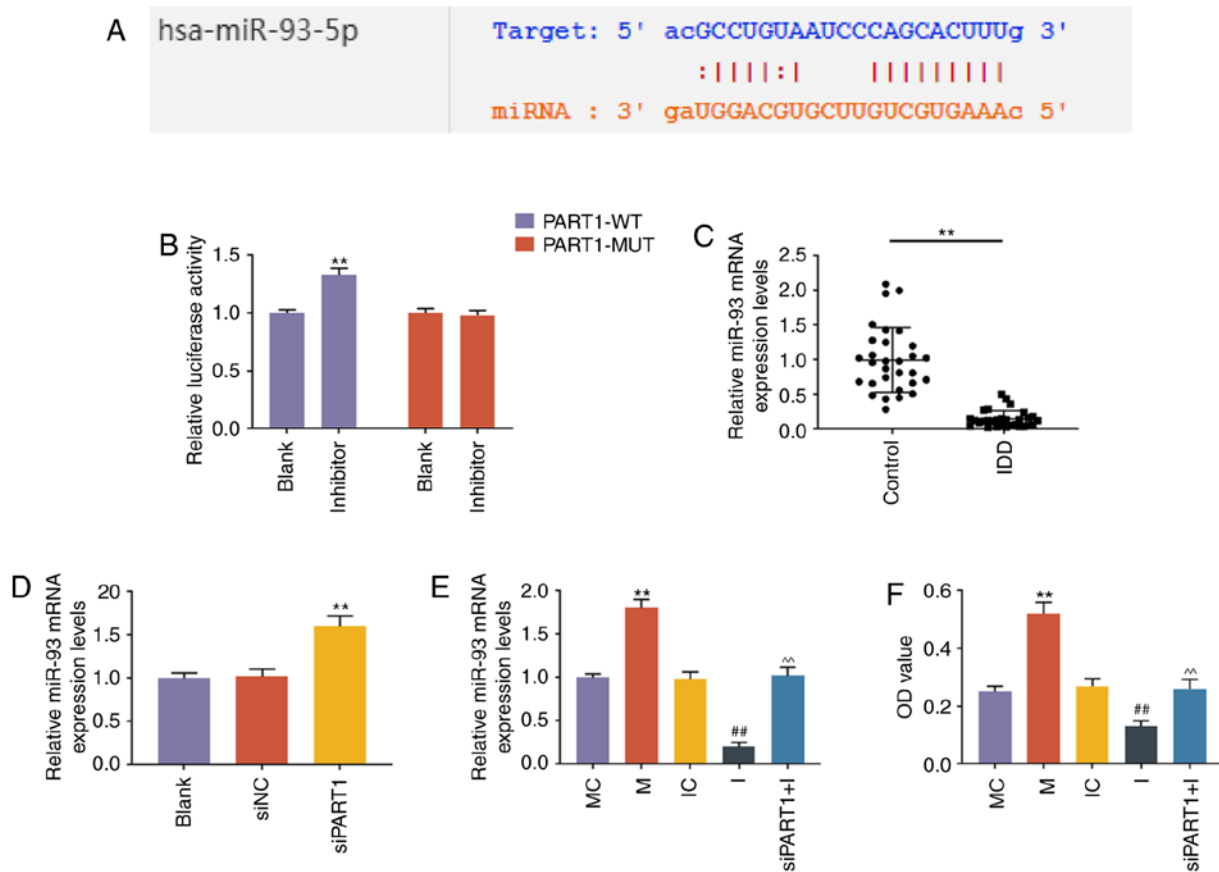 A
hsa-miR-93-5p
Target: 5' acGCCUGUAAUCCCAGCACUUUg 3'
:||||:| |||||||||
miRNA : 3' gaUGGACGUGCUUGUCGUGAAAc 5'
PART1-WT
PART1-MUT
B
Relative luciferase activity
1.5
1.0
0.5
0.0
Blank
Inhibitor
Blank
Inhibitor
**
C
**
Relative miR-93 mRNA
expression levels
2.5
2.0
1.5
1.0
0.5
0.0
Control
IDD
D
Relative miR-93 mRNA
expression levels
20
1.5
1.0
0.5
0.0
**
Blank
siNC
siPART1
E
Relative miR-93 mRNA
expression levels
2.0
1.5
1.0
0.5
0.0
**
##
^^
MC
M
IC
I
siPART1+I
F
OD value
0.6
0.4
0.2
0.0
**
##
^^
MC
M
IC
I
siPART1+I